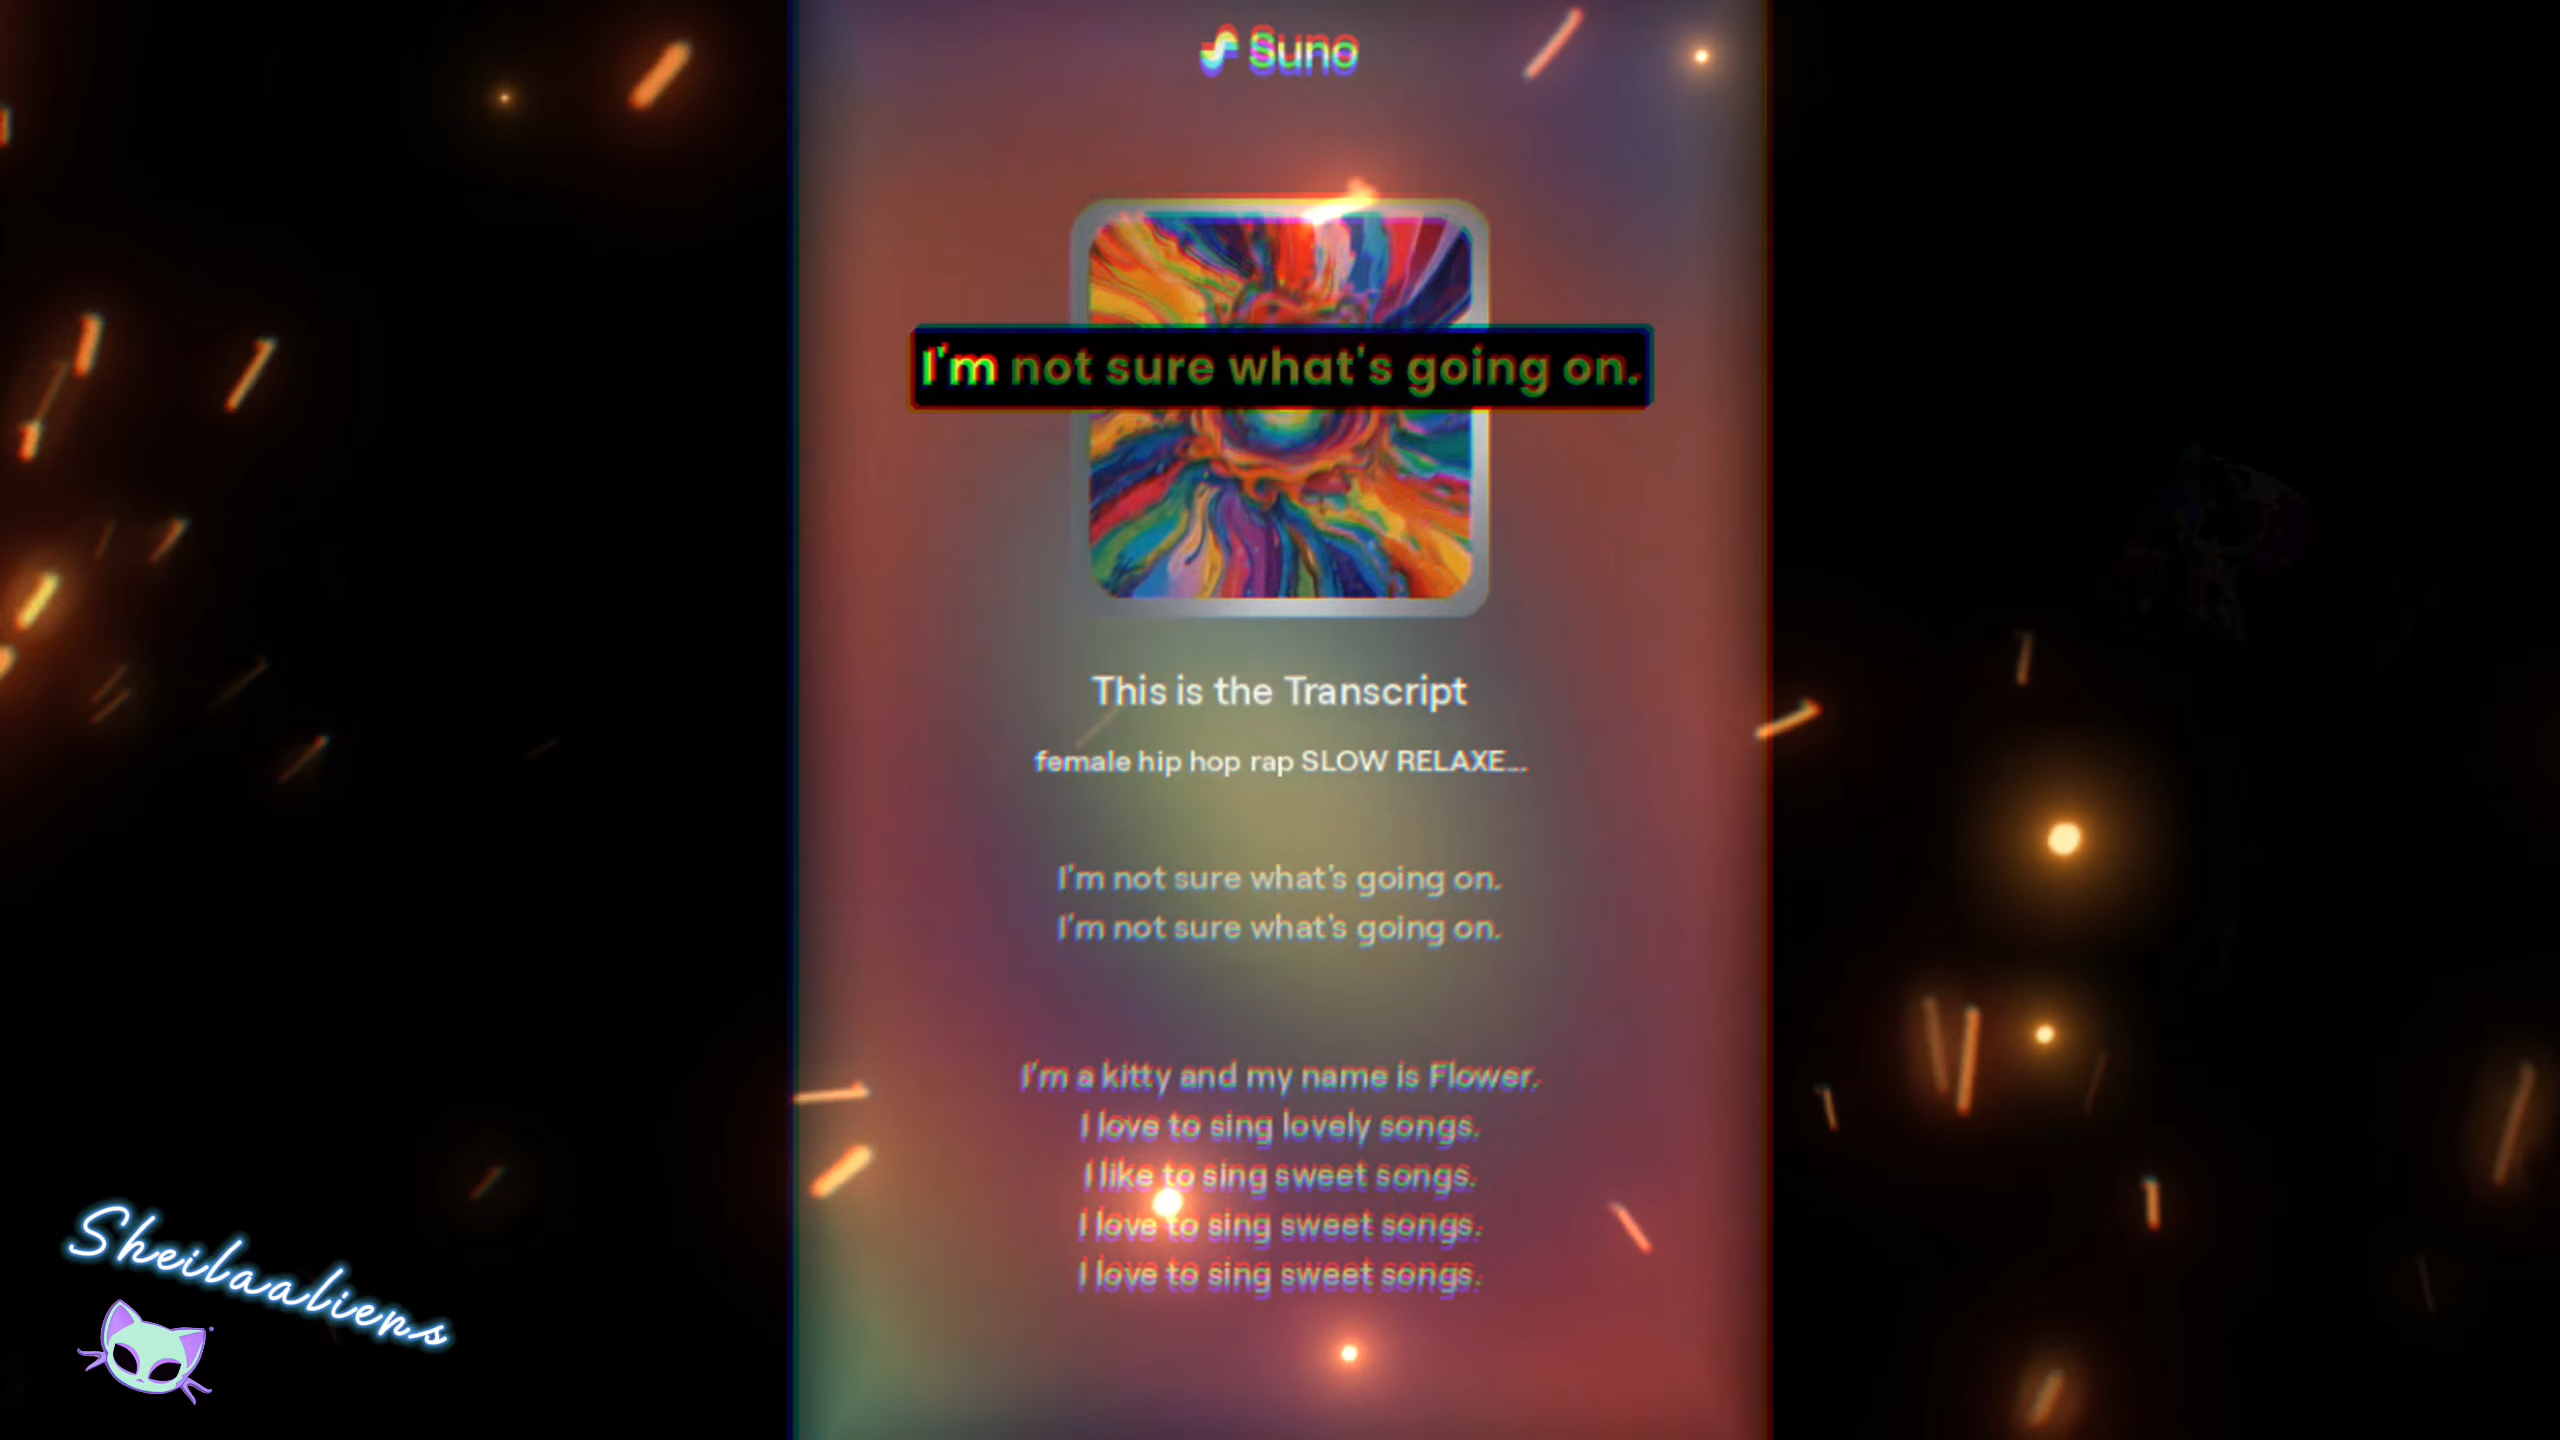 Suno
I'm not sure what's going on.
This is the Transcript
female hip hop rap SLOW RELAXE...
I'm not sure what's going on.
I'm not sure what's going on.
I'm a kitty and my name is Flower.
I love to sing lovely songs.
I like to sing sweet songs.
I love to sing sweet songs.
I love to sing sweet songs.
Sheilaaliens